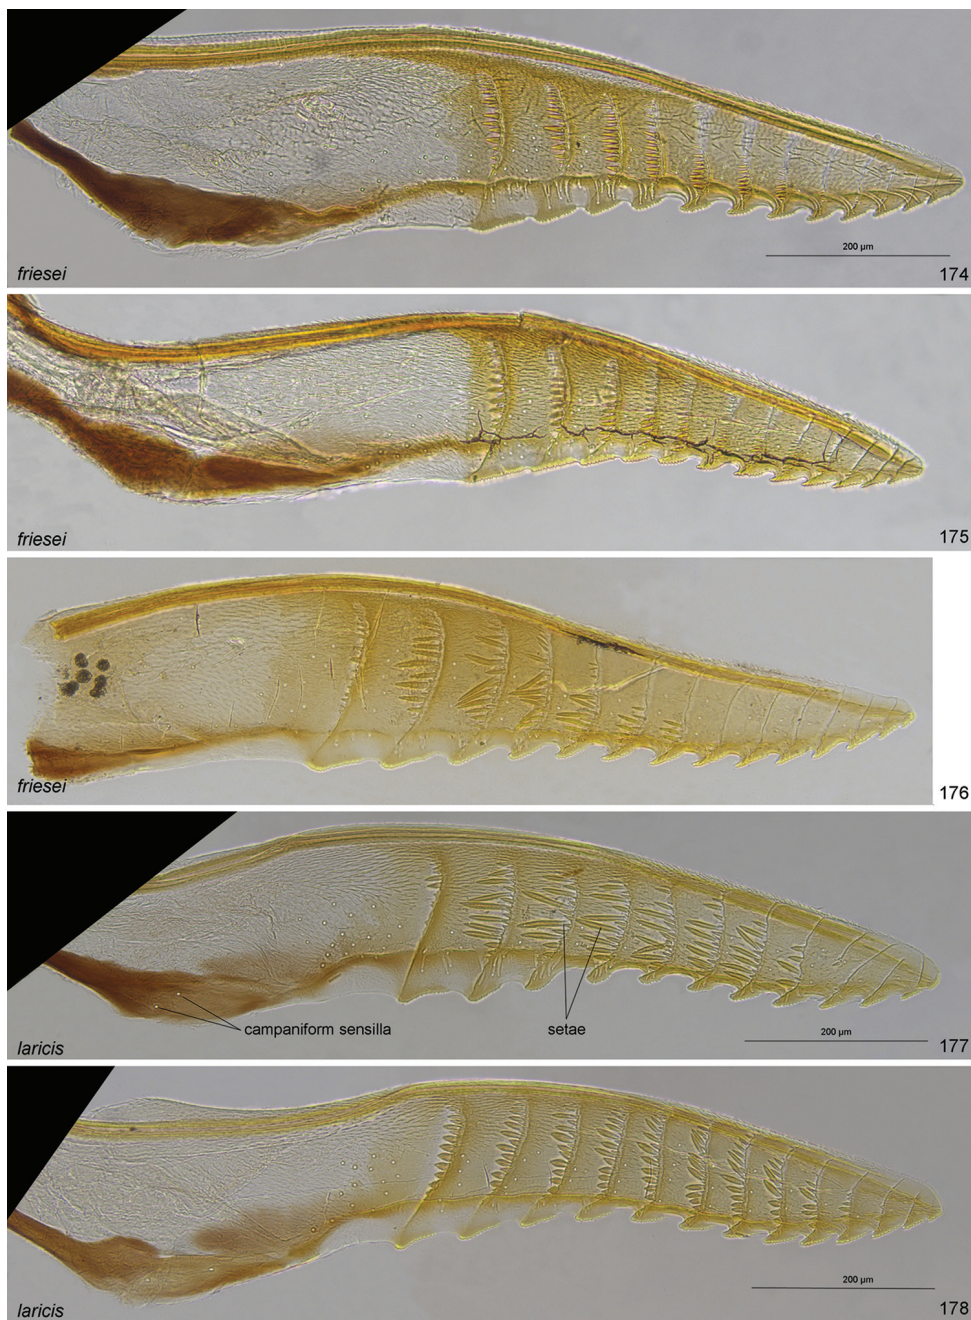 200 µm
friesei
174
friesei
175
friesei
176
campaniform sensilla
setae
200 µm
laricis
177
200 µm
laricis
178